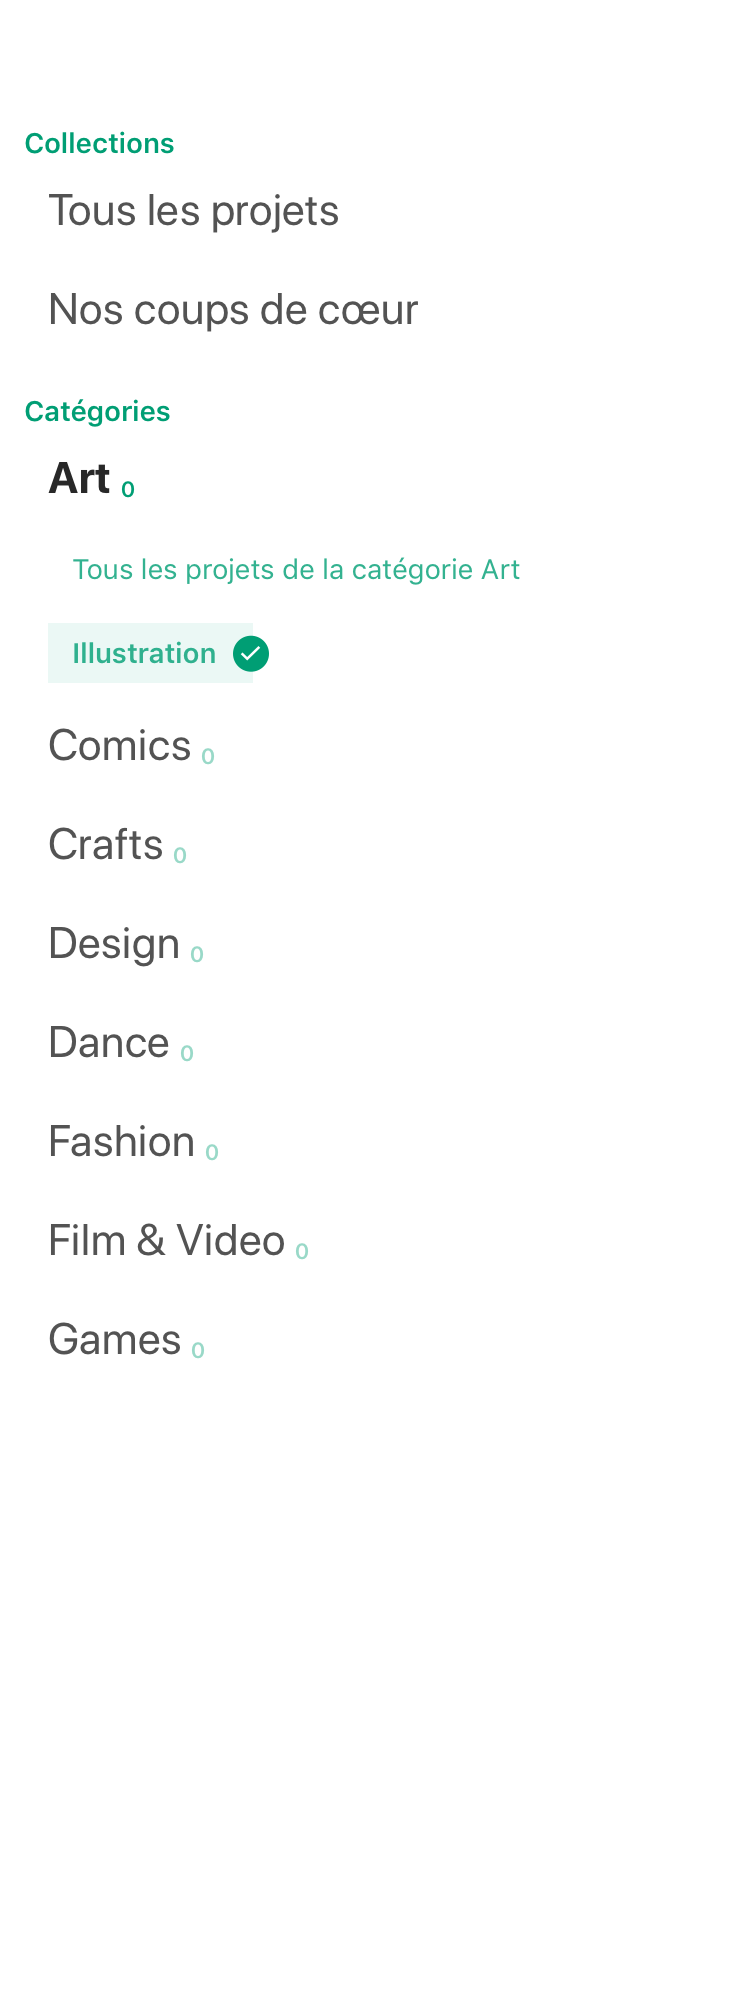 Collections
Tous les projets
Nos coups de cœur
Catégories
Art 0
Tous les projets de la catégorie Art
Illustration
Comics 0
Crafts 0
Design 0
Dance 0
Fashion 0
Film & Video 0
Games 0